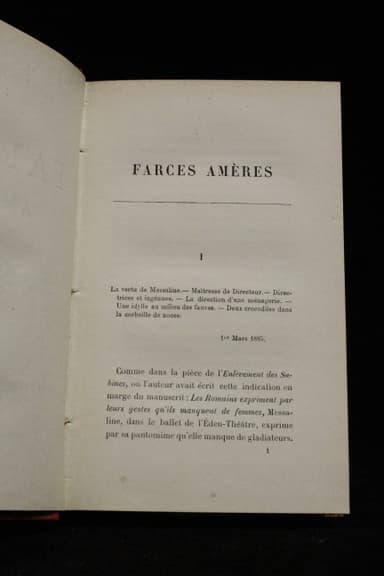 FARCES AMÈRES
I
La vertu de Messaline. — Maîtresse de Directeur. — Direc-
trices et ingénues. — La direction d'une ménagerie. —
Une idylle au milieu des fauves. — Deux crocodiles dans
la corbeille de noces.
1er Mars 1885.
Comme dans la pièce de l'Enlèvement des Sa-
bines, où l'auteur avait écrit cette indication en
marge du manuscrit : Les Romains expriment par
leurs gestes qu'ils manquent de femmes, Messa-
line, dans le ballet de l'Éden-Théâtre, exprime
par sa pantomime qu'elle manque de gladiateurs.
1